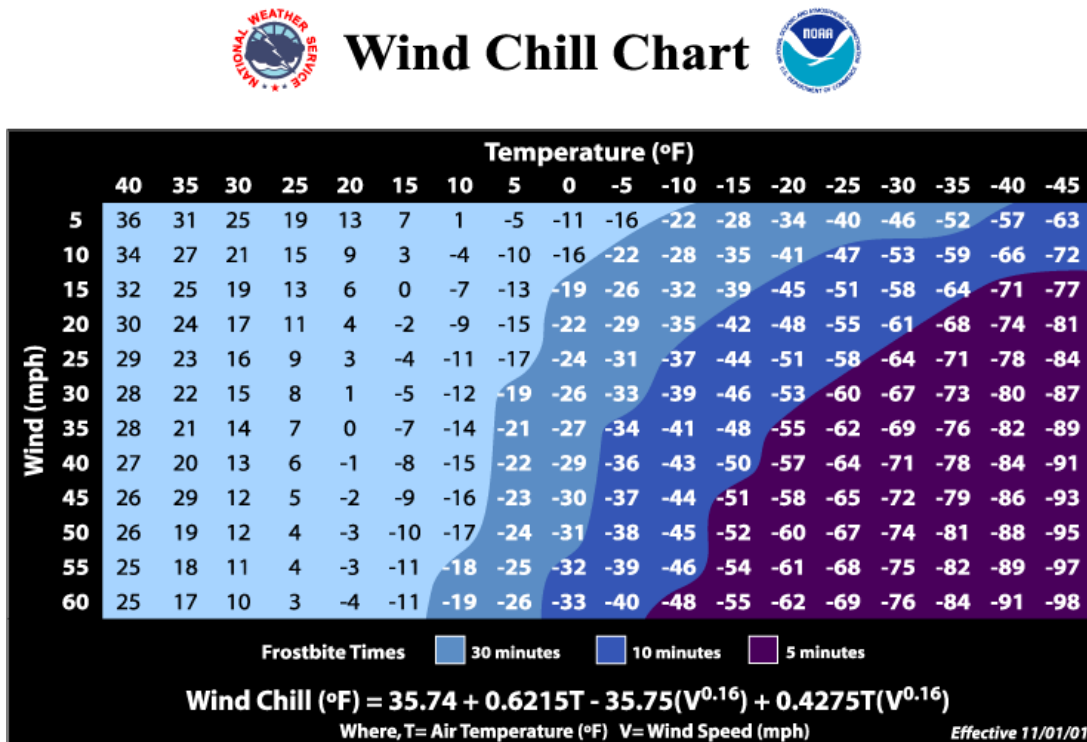 NATIONAL WEATHER SERVICE
Wind Chill Chart
NOAA
NATIONAL OCEANIC AND ATMOSPHERIC ADMINISTRATION
U.S. DEPARTMENT OF COMMERCE
Temperature (ºF)
40 35 30 25 20 15 10 5 0 -5 -10 -15 -20 -25 -30 -35 -40 -45
Wind (mph)
5 36 31 25 19 13 7 1 -5 -11 -16 -22 -28 -34 -40 -46 -52 -57 -63
10 34 27 21 15 9 3 -4 -10 -16 -22 -28 -35 -41 -47 -53 -59 -66 -72
15 32 25 19 13 6 0 -7 -13 -19 -26 -32 -39 -45 -51 -58 -64 -71 -77
20 30 24 17 11 4 -2 -9 -15 -22 -29 -35 -42 -48 -55 -61 -68 -74 -81
25 29 23 16 9 3 -4 -11 -17 -24 -31 -37 -44 -51 -58 -64 -71 -78 -84
30 28 22 15 8 1 -5 -12 -19 -26 -33 -39 -46 -53 -60 -67 -73 -80 -87
35 28 21 14 7 0 -7 -14 -21 -27 -34 -41 -48 -55 -62 -69 -76 -82 -89
40 27 20 13 6 -1 -8 -15 -22 -29 -36 -43 -50 -57 -64 -71 -78 -84 -91
45 26 29 12 5 -2 -9 -16 -23 -30 -37 -44 -51 -58 -65 -72 -79 -86 -93
50 26 19 12 4 -3 -10 -17 -24 -31 -38 -45 -52 -60 -67 -74 -81 -88 -95
55 25 18 11 4 -3 -11 -18 -25 -32 -39 -46 -54 -61 -68 -75 -82 -89 -97
60 25 17 10 3 -4 -11 -19 -26 -33 -40 -48 -55 -62 -69 -76 -84 -91 -98
Frostbite Times 30 minutes 10 minutes 5 minutes
Wind Chill (ºF) = 35.74 + 0.6215T - 35.75(V^0.16) + 0.4275T(V^0.16)
Where, T= Air Temperature (ºF) V= Wind Speed (mph) Effective 11/01/01